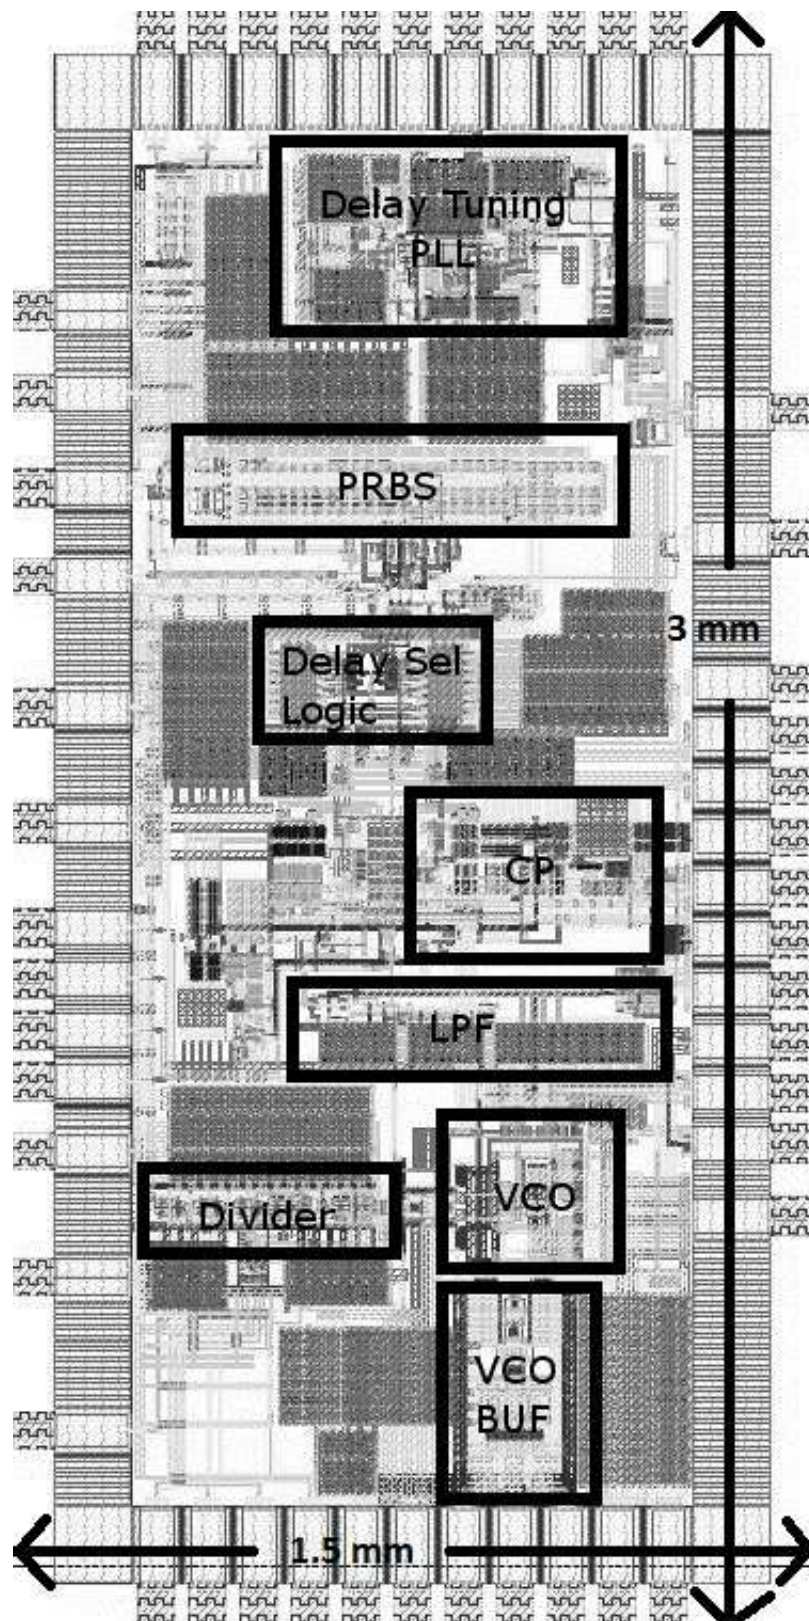 Delay Tuning
PLL
PRBS
3 mm
Delay Sel
Logic
CP
LPF
VCO
Divider
VCO
BUF
1.5 mm